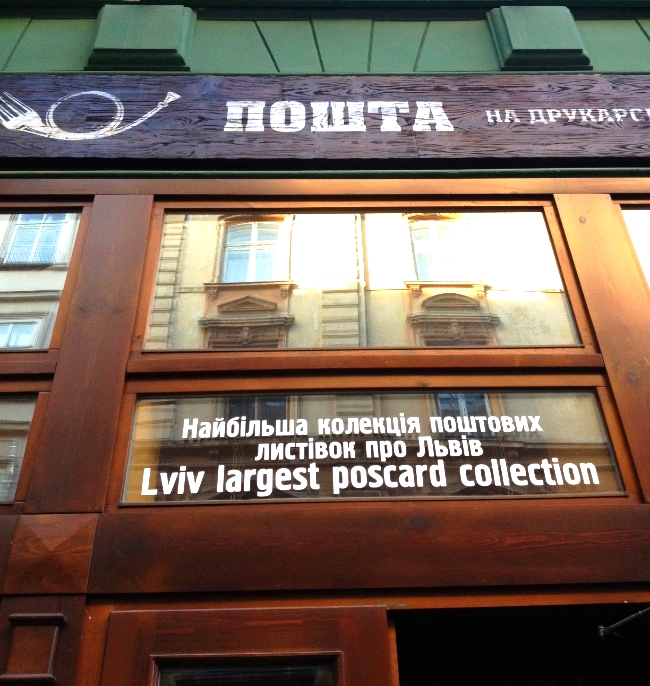 ПОШТА НА ДРУКАРС
Найбільша колекція поштових
листівок про Львів
Lviv largest poscard collection